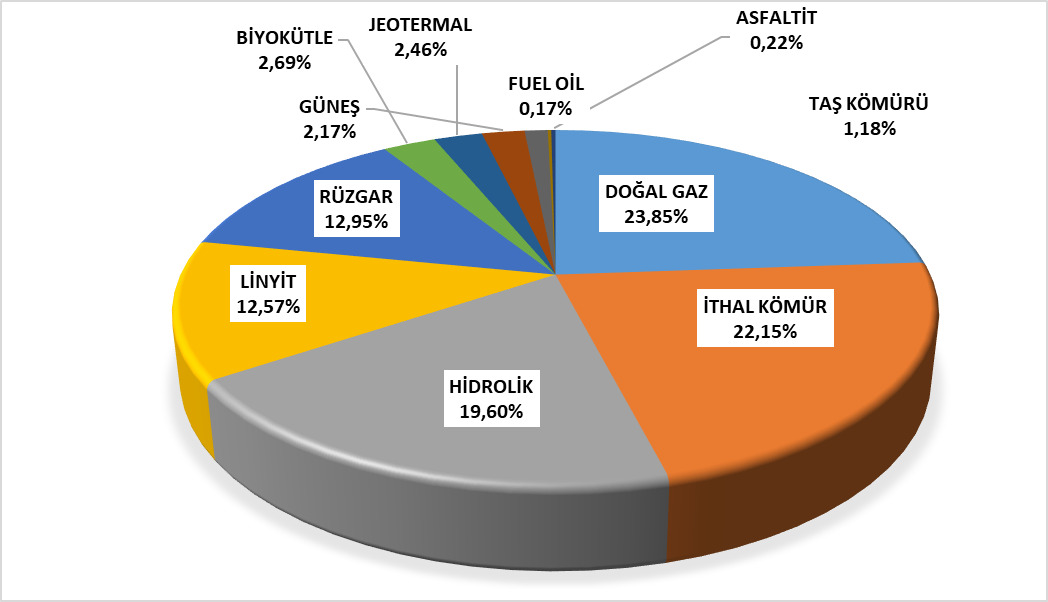 ASFALTİT
0,22%
JEOTERMAL
2,46%
BİYOKÜTLE
2,69%
FUEL OİL
0,17%
GÜNEŞ
2,17%
TAŞ KÖMÜRÜ
1,18%
RÜZGAR
12,95%
DOĞAL GAZ
23,85%
LİNYİT
12,57%
İTHAL KÖMÜR
22,15%
HİDROLİK
19,60%